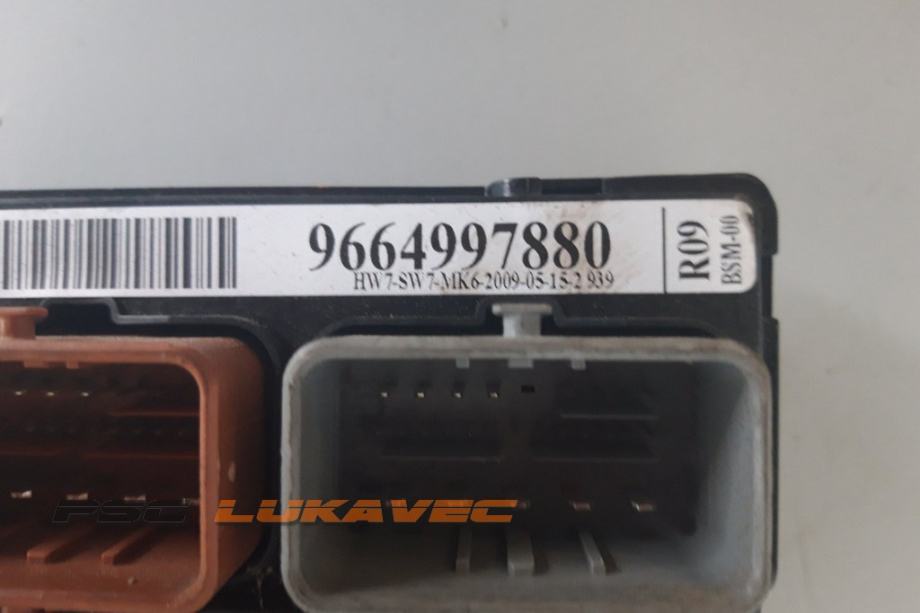 9664997880
HW7-SW7-MK6-2009-05-15-2 939
R09
BSM-00
PSC LUKAVEC